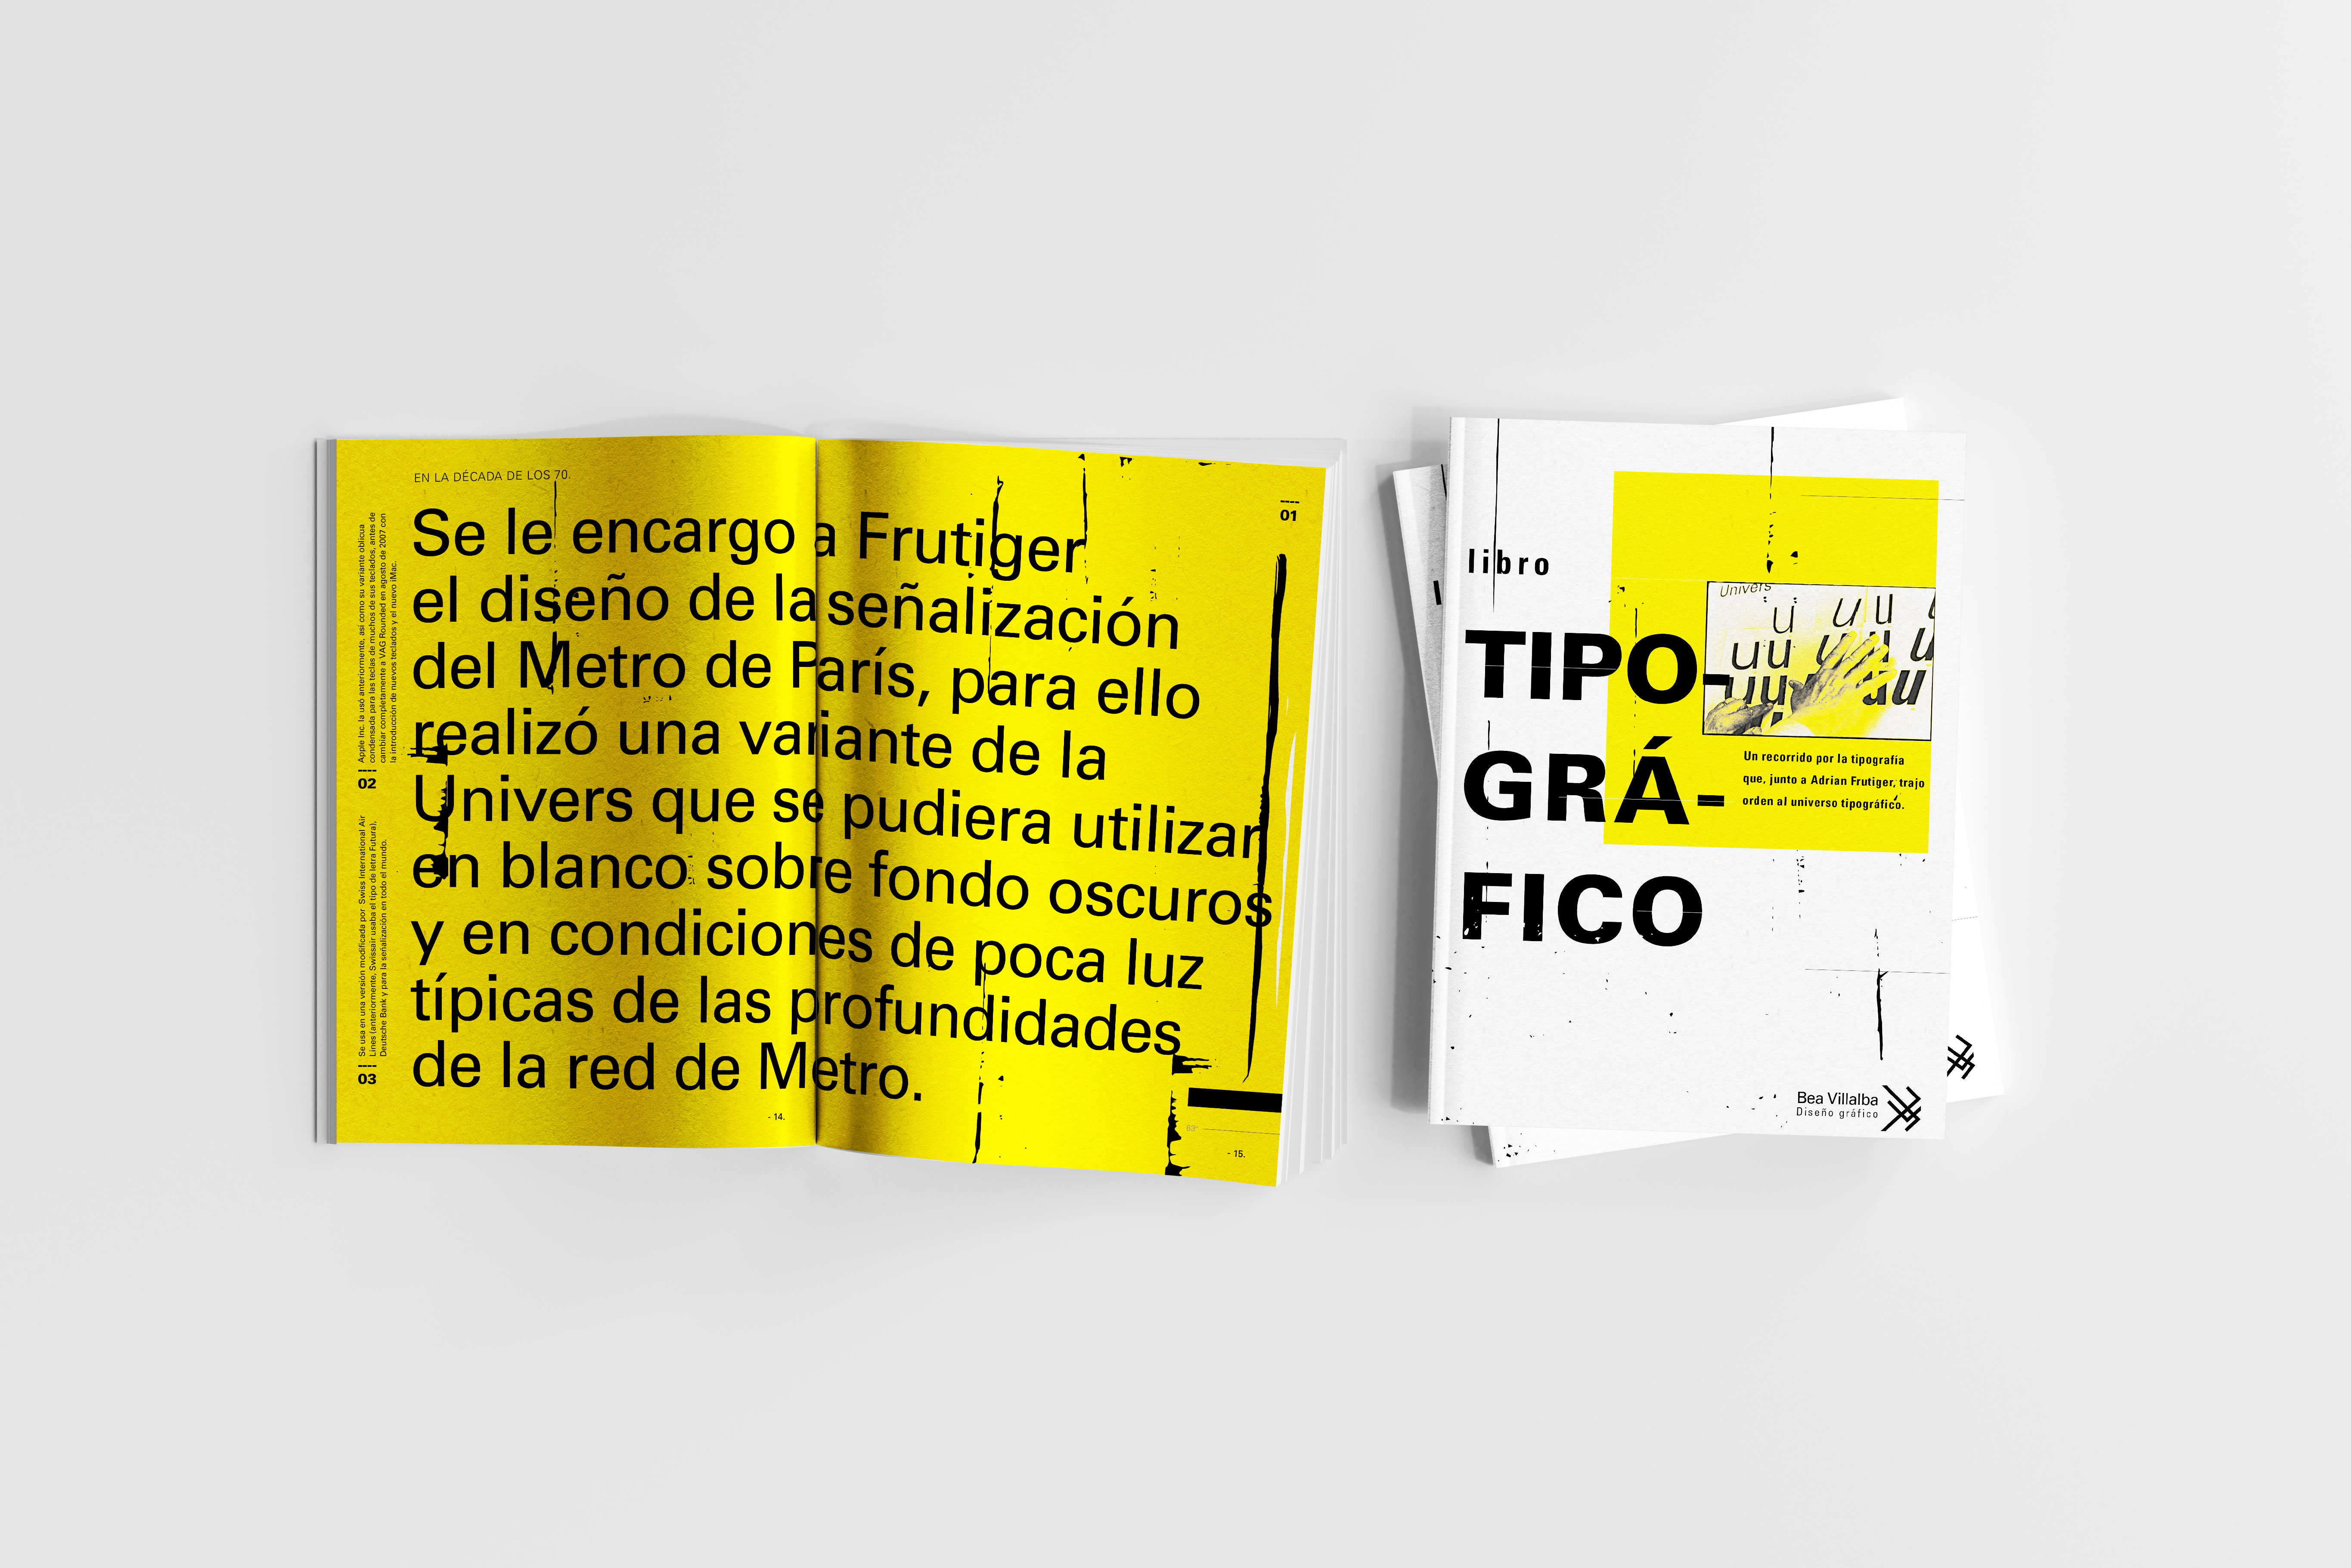 EN LA DÉCADA DE LOS 70.
Se le encargo a Frutiger
el diseño de la señalización
del Metro de París, para ello
realizó una variante de la
Univers que se pudiera utilizar
en blanco sobre fondo oscuros
y en condiciones de poca luz
típicas de las profundidades
de la red de Metro.
Apple Inc. la usó anteriormente, así como su variante oblicua
condensada para las teclas de muchos de sus teclados, antes de
cambiar completamente a VAG Rounded en agosto de 2007 con
la introducción de nuevos teclados y el nuevo iMac.
02
Se usa en una versión modificada por Swiss International Air
Lines (anteriormente, Swissair usaba el tipo de letra Futura),
Deutsche Bank y para la señalización en todo el mundo.
03
- 14.
01
- 15.
libro
TIPO-
GRÁ-
FICO
Univers
u u u
uu uu u
uu uu
Un recorrido por la tipografía
que, junto a Adrian Frutiger, trajo
orden al universo tipográfico.
Bea Villalba
Diseño gráfico